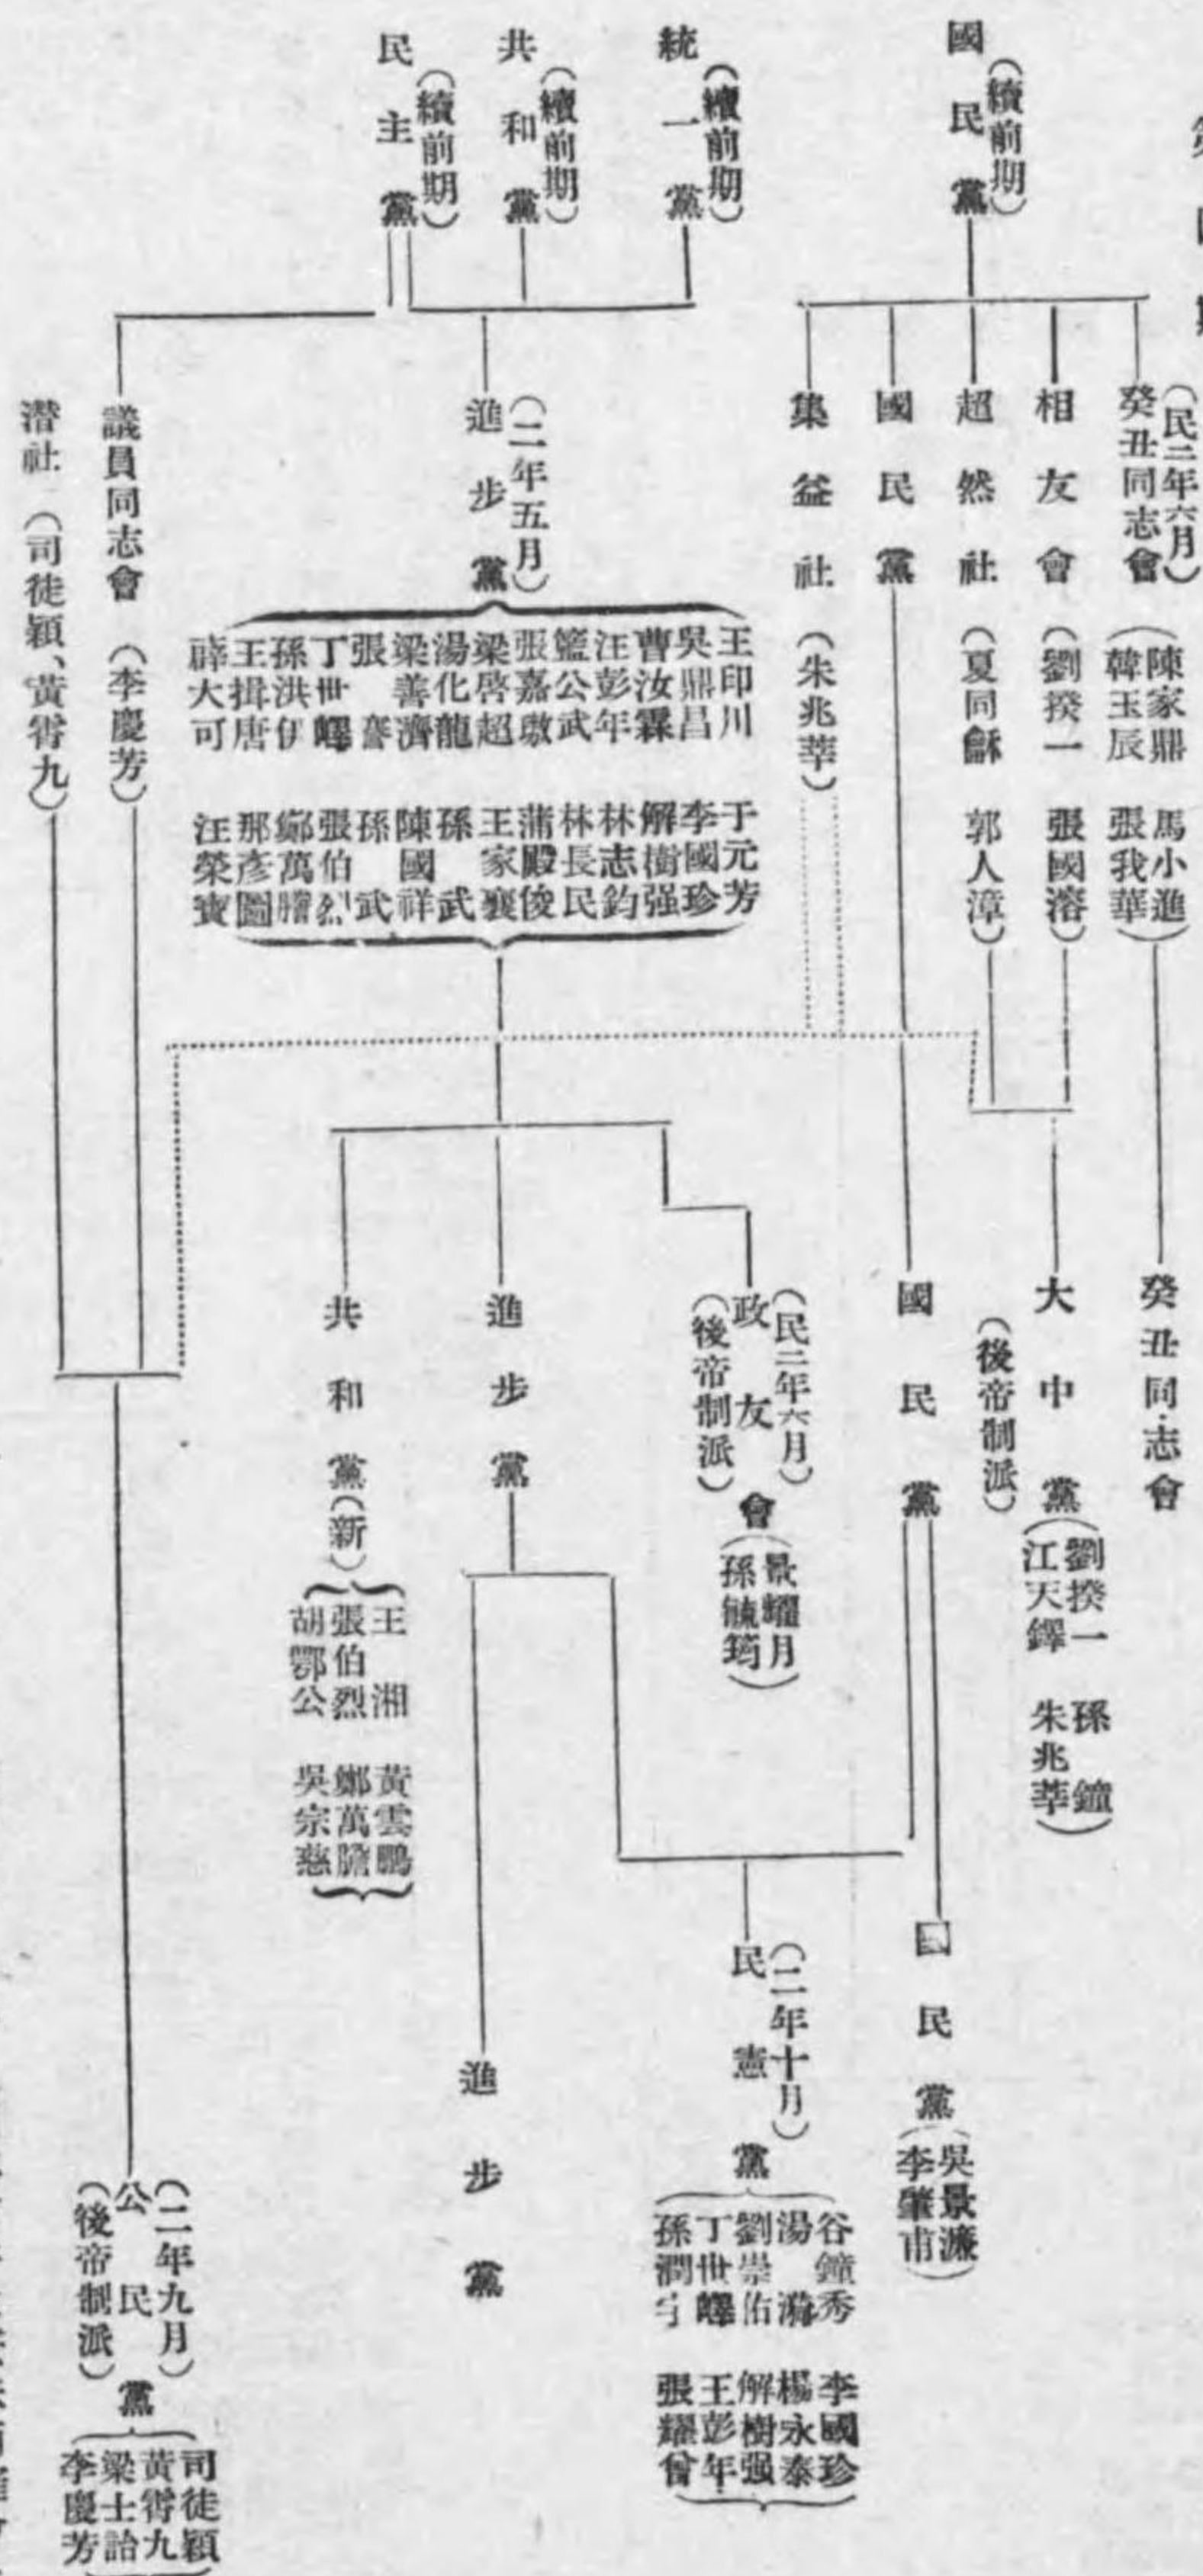 國民黨（續前期）
統一黨（續前期）
共和黨（續前期）
民主黨（續前期）
（民二年六月）
癸丑同志會
（陳家鼎　馬小進
韓玉辰　張我華）
相友會（劉揆一　張國溶）
超然社（夏同龢　郭人漳）
國民黨
集益社（朱兆莘）
（二年五月）
進步黨
王印川　于元芳
吳鼎昌　李國珍
曹汝霖　解樹强
汪彭年　林志鈞
籃公武　林長民
張嘉璈　蒲殿俊
梁啓超　王家襄
湯化龍　孫　武
梁善濟　陳國祥
張　謇　孫　武
丁世嶧　張伯烈
孫洪伊　鄭萬瞻
王揖唐　那彥圖
薛大可　汪榮寶
議員同志會（李慶芳）
潛社（司徒穎、黃霄九）
癸丑同志會
大中黨
（後帝制派）
（劉揆一　孫　鐘
江天鐸　朱兆莘）
國民黨
（民二年六月）
政友會
（後帝制派）
（景耀月
孫毓筠）
進步黨
共和黨（新）
王　湘　黃雲鵬
張伯烈　鄭萬瞻
胡鄂公　吳宗慈
國民黨
（吳景濂
李肇甫）
（二年十月）
民憲黨
谷鐘秀　李國珍
湯　漪　楊永泰
劉崇佑　解樹强
丁世嶧　王彭年
孫潤宇　張耀曾
進步黨
（二年九月）
公民黨
（後帝制派）
司徒穎
黃霄九
梁士詒
李慶芳